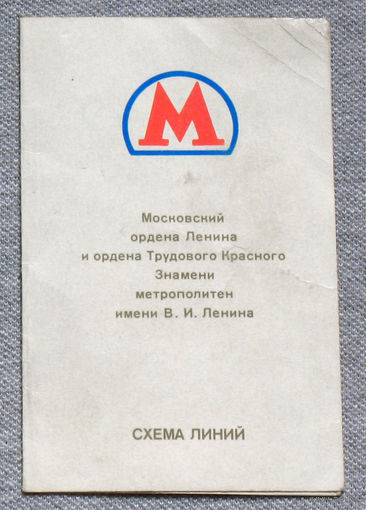 М
Московский
ордена Ленина
и ордена Трудового Красного
Знамени
метрополитен
имени В. И. Ленина
СХЕМА ЛИНИЙ